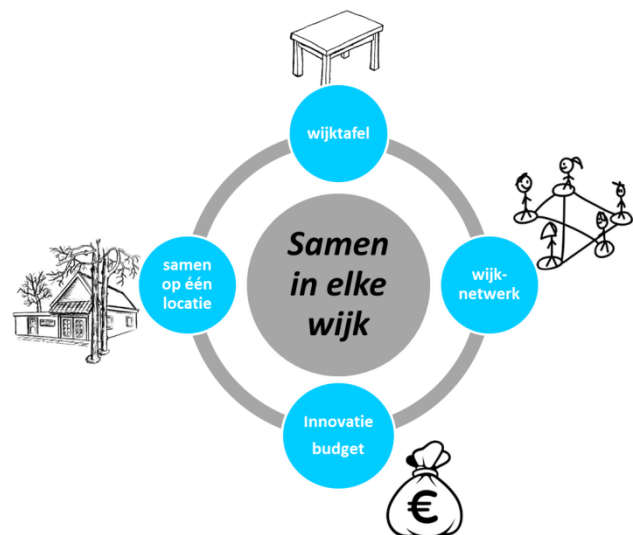 wijktafel
Samen
in elke
wijk
samen
op één
locatie
wijk-
netwerk
Innovatie
budget
€